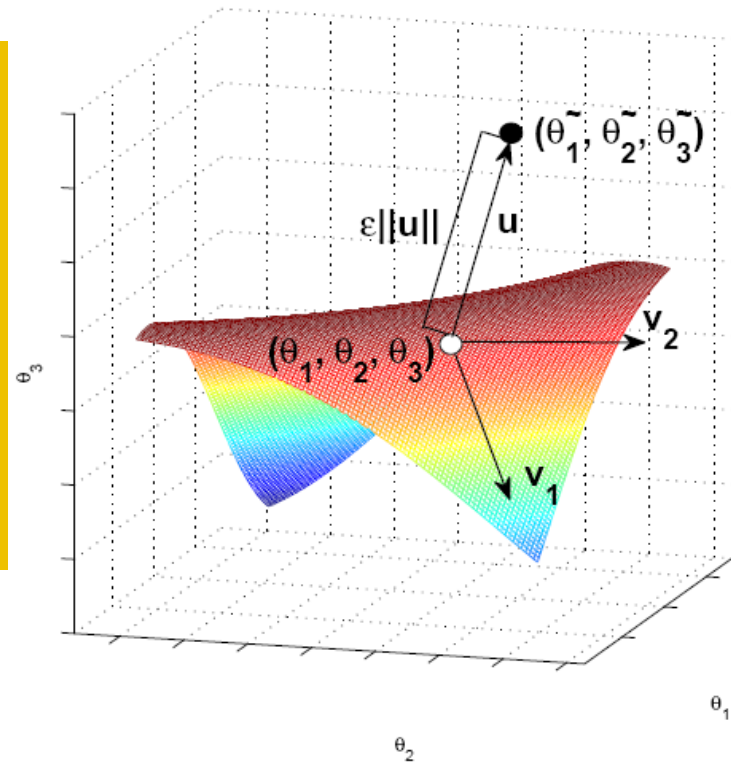 (θ̃₁, θ̃₂, θ̃₃)
ε||u||
u
v₂
(θ₁, θ₂, θ₃)
θ₃
v₁
θ₁
θ₂